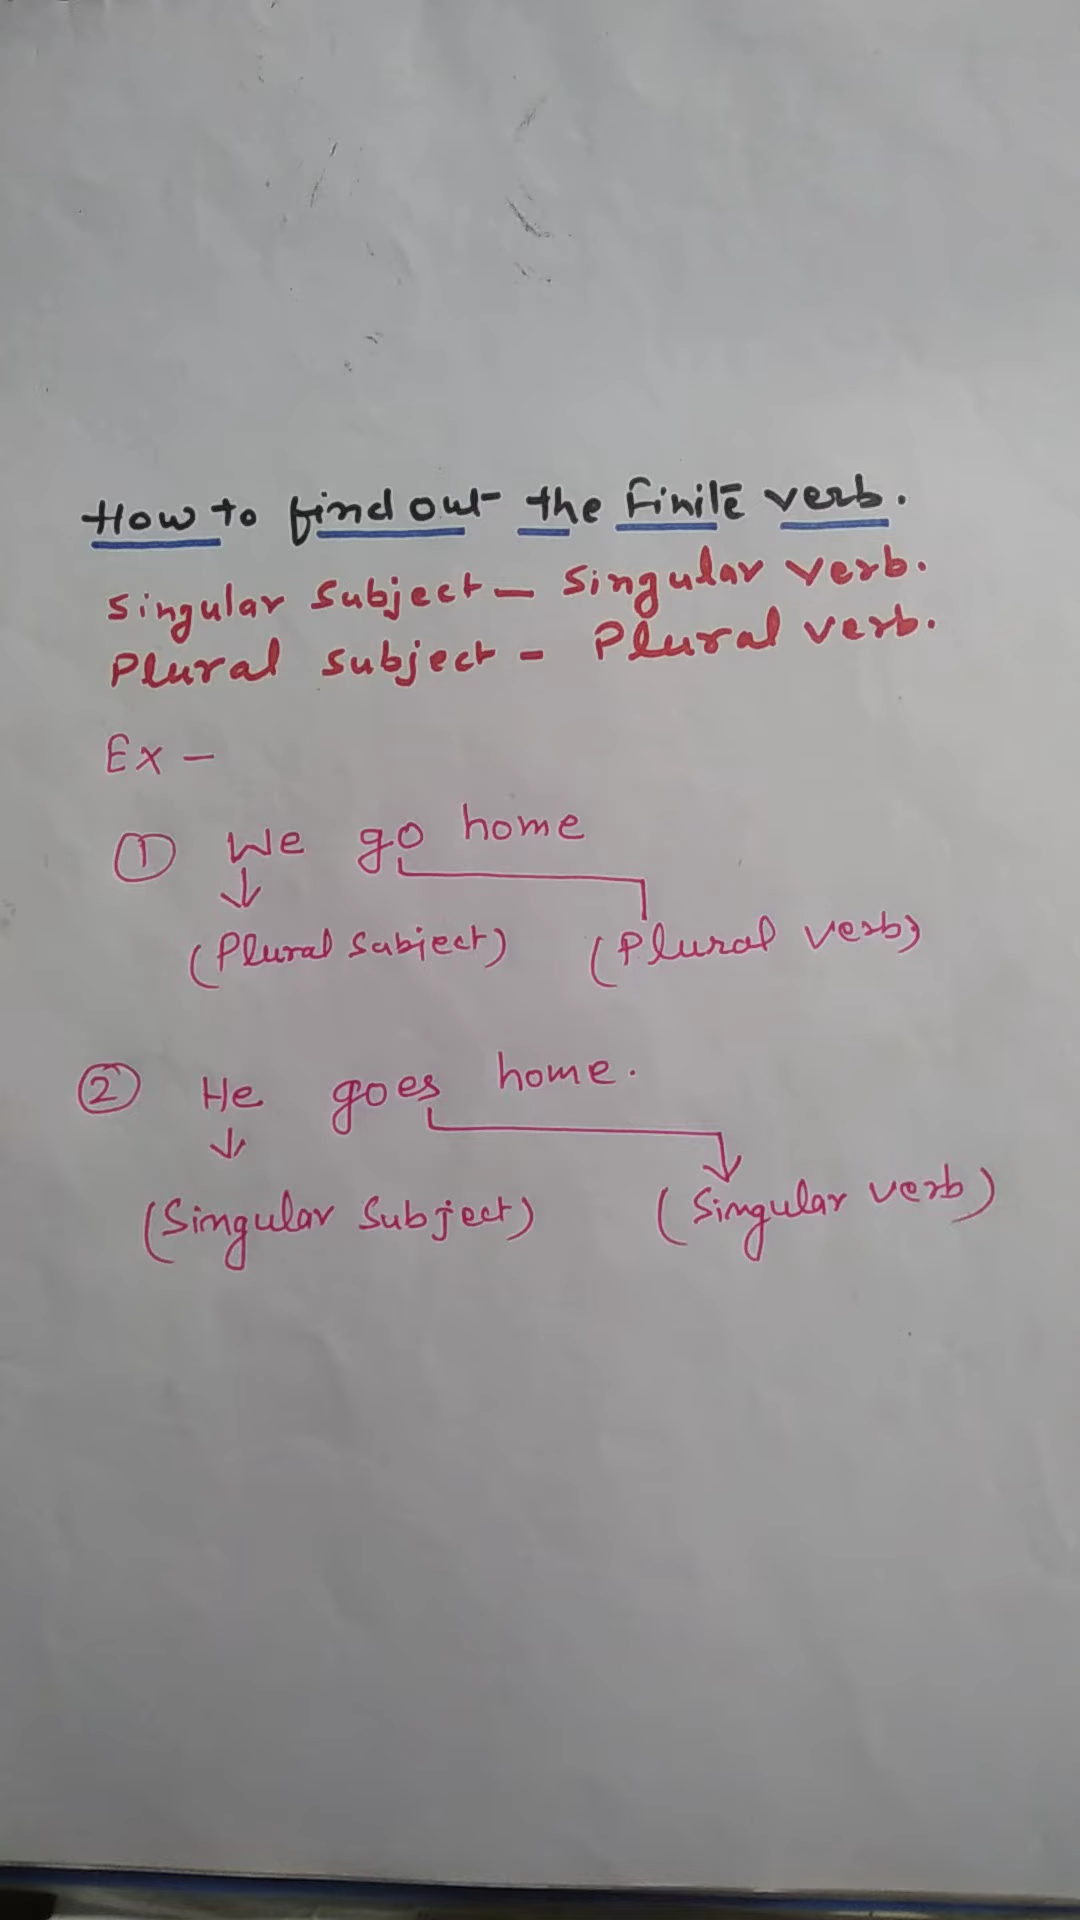 How to find out the Finite verb.
Singular Subject - Singular verb.
Plural subject - Plural verb.
Ex -
① We go home
(Plural Subject) (Plural verb)
② He goes home.
(Singular Subject) (Singular verb)